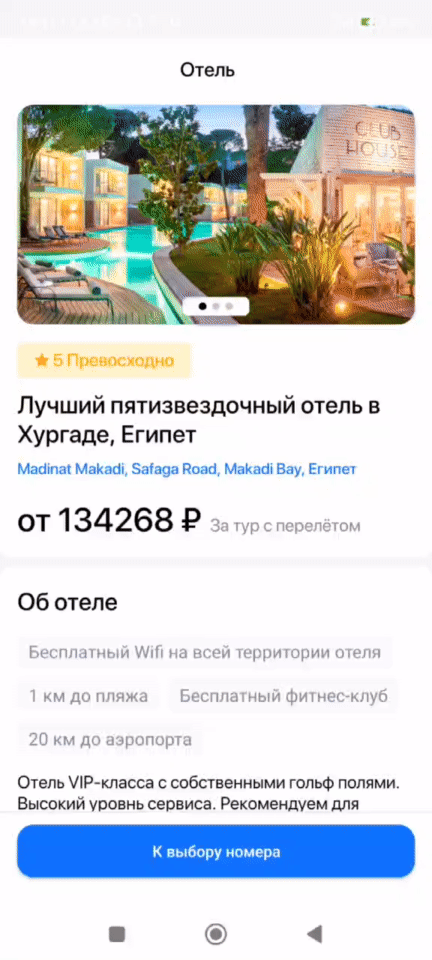 Отель
CLUB
HOUSE
5 Превосходно
Лучший пятизвездочный отель в
Хургаде, Египет
Madinat Makadi, Safaga Road, Makadi Bay, Египет
от 134268 ₽ За тур с перелётом
Об отеле
Бесплатный Wifi на всей территории отеля
1 км до пляжа Бесплатный фитнес-клуб
20 км до аэропорта
Отель VIP-класса с собственными гольф полями.
Высокий уровнь сервиса. Рекомендуем для
К выбору номера